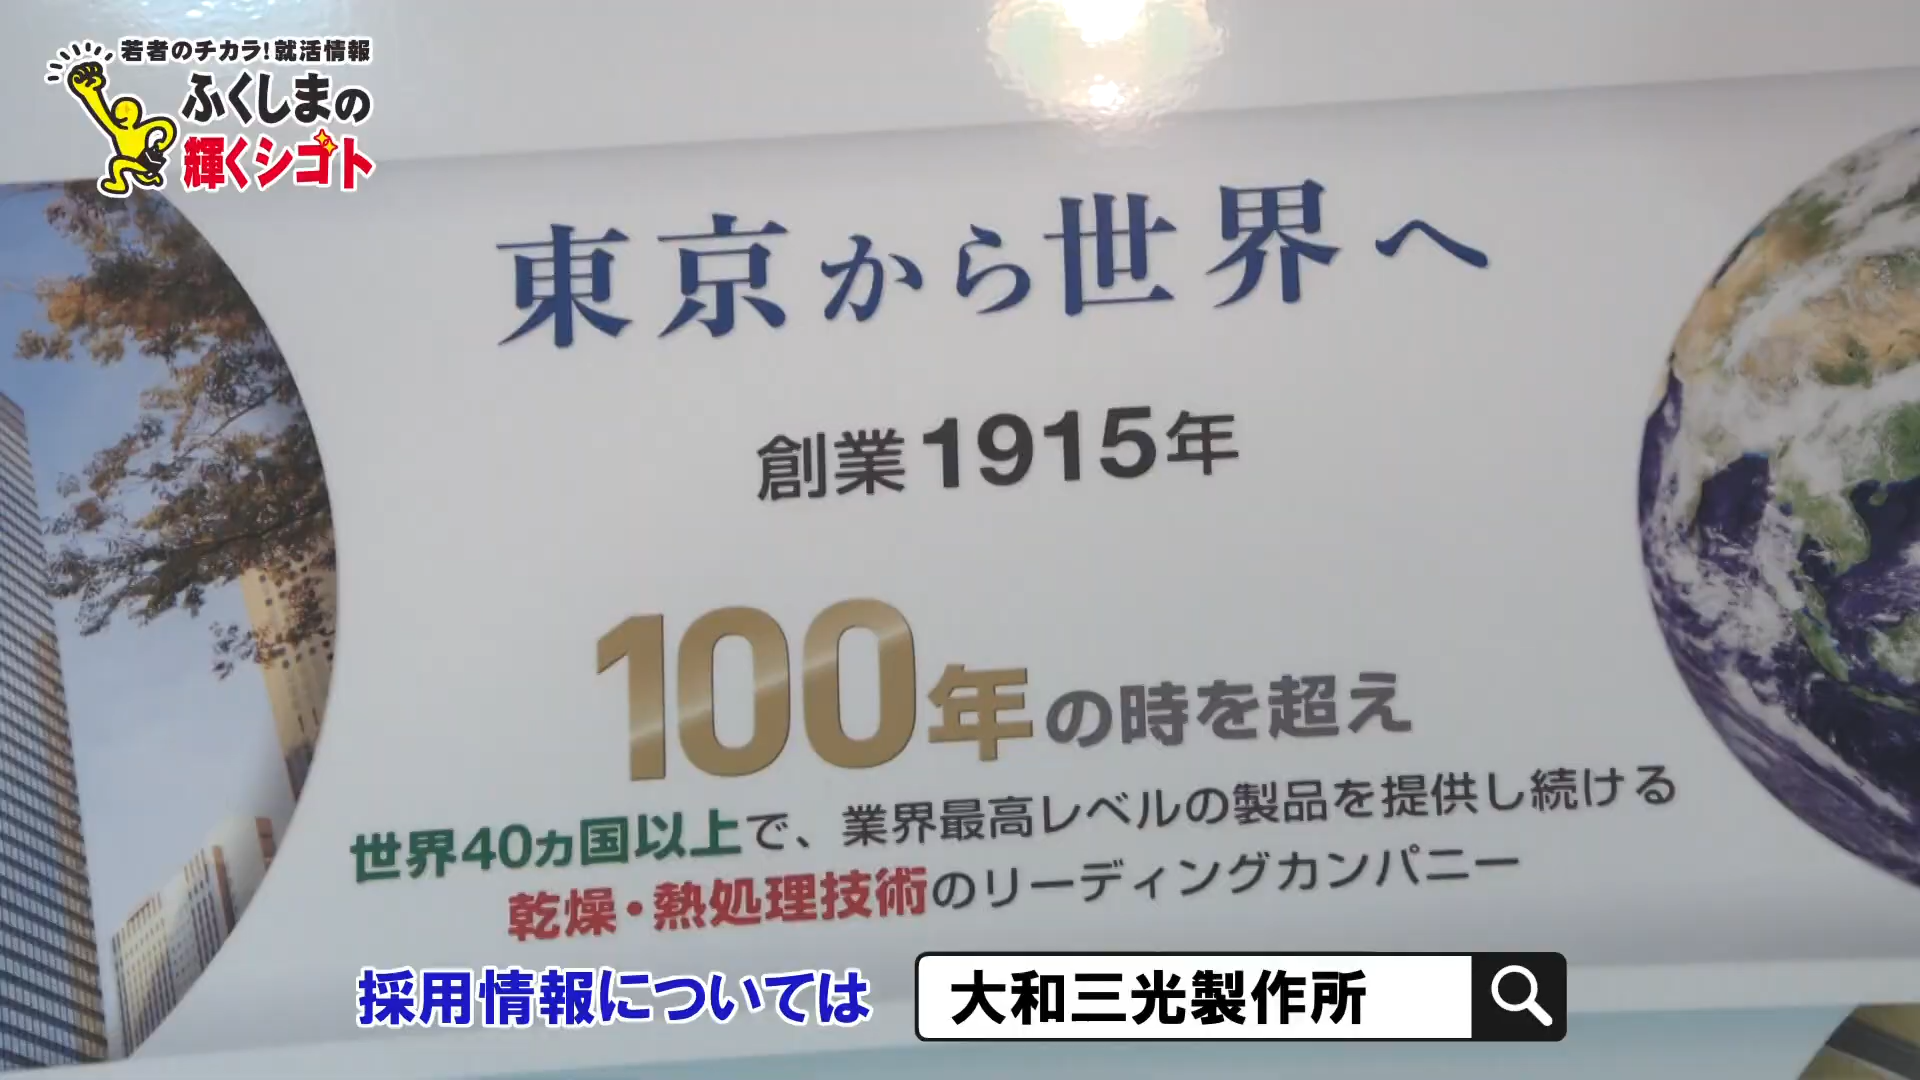 若者のチカラ!就活情報
ふくしまの
輝くシゴト
東京から世界へ
創業1915年
100年の時を超え
世界40ヵ国以上で、業界最高レベルの製品を提供し続ける
乾燥・熱処理技術のリーディングカンパニー
採用情報については
大和三光製作所